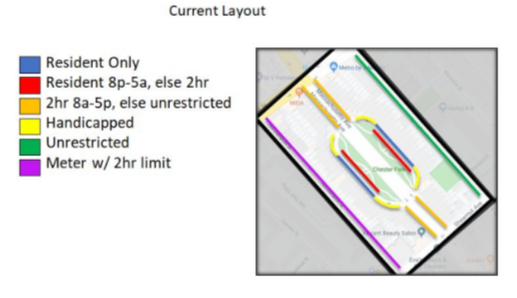 Current Layout
Resident Only
Resident 8p-5a, else 2hr
2hr 8a-5p, else unrestricted
Handicapped
Unrestricted
Meter w/ 2hr limit
Metro by
Chester Park
Beauty Salon